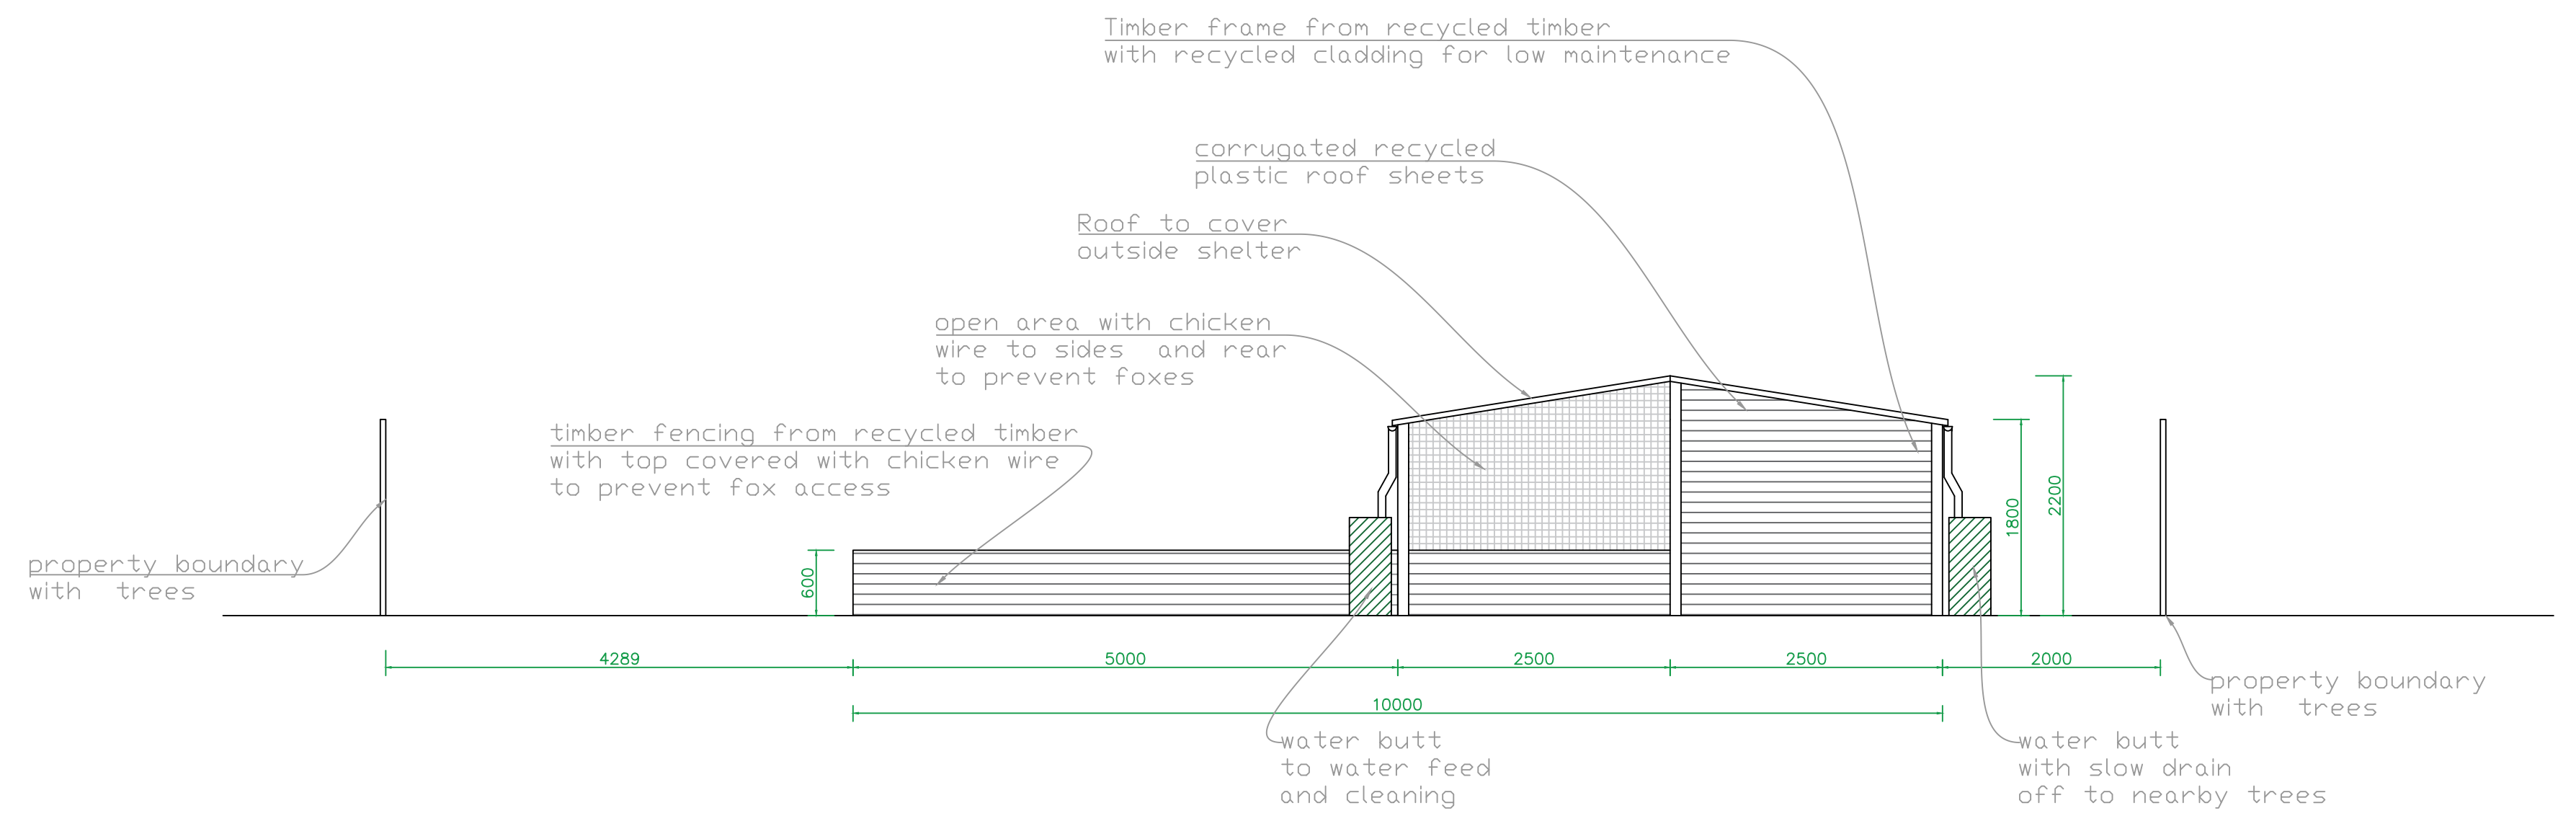 Timber frame from recycled timber
with recycled cladding for low maintenance
corrugated recycled
plastic roof sheets
Roof to cover
outside shelter
open area with chicken
wire to sides  and rear
to prevent foxes
timber fencing from recycled timber
with top covered with chicken wire
to prevent fox access
property boundary
with  trees
600
1800
2200
4289
5000
2500
2500
2000
10000
property boundary
with  trees
water butt
to water feed
and cleaning
water butt
with slow drain
off to nearby trees